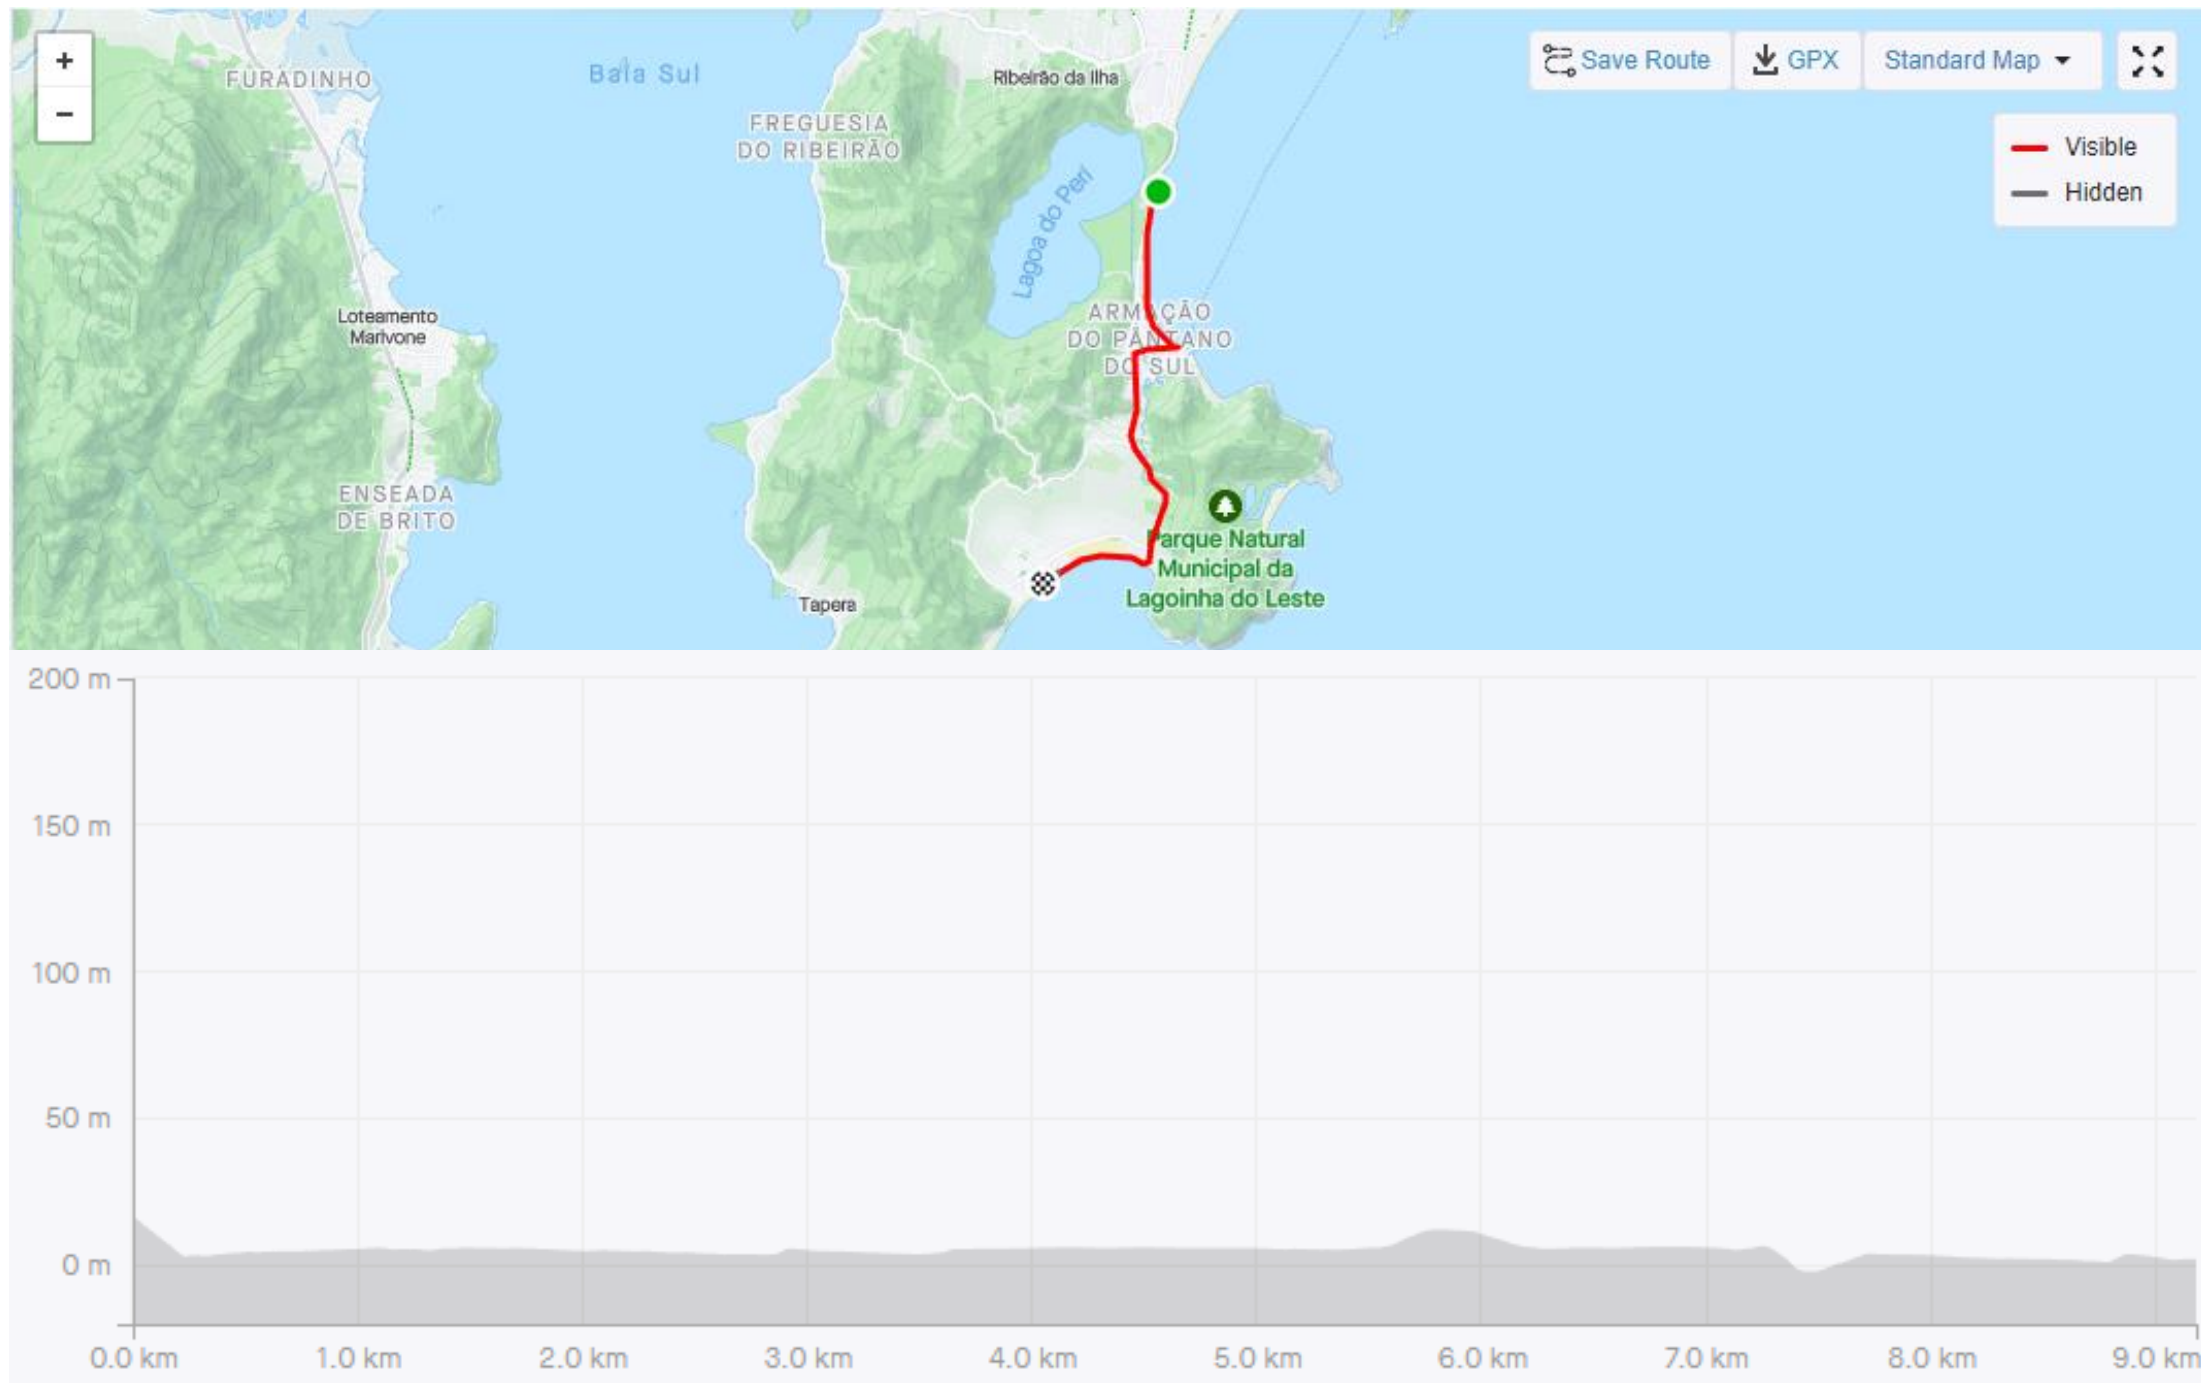 +
−
FURADINHO
Baía Sul
Ribeirão da Ilha
Save Route
GPX
Standard Map
FREGUESIA
DO RIBEIRÃO
Visible
Hidden
Lagoa do Peri
Loteamento
Marivone
ARMAÇÃO
DO PÂNTANO
DO SUL
ENSEADA
DE BRITO
Parque Natural
Municipal da
Lagoinha do Leste
Tapera
200 m
150 m
100 m
50 m
0 m
0.0 km
1.0 km
2.0 km
3.0 km
4.0 km
5.0 km
6.0 km
7.0 km
8.0 km
9.0 km